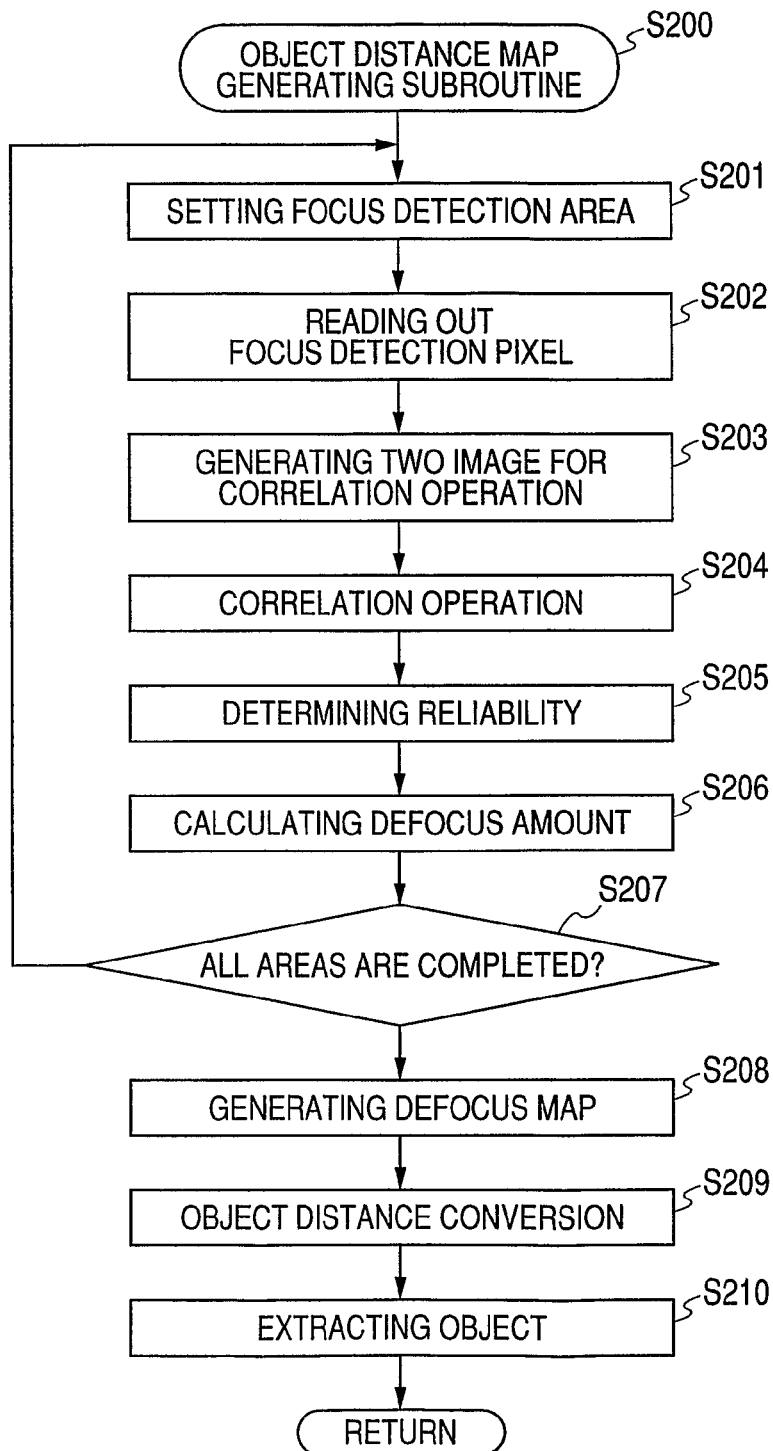 S200
OBJECT DISTANCE MAP
GENERATING SUBROUTINE
S201
SETTING FOCUS DETECTION AREA
S202
READING OUT
FOCUS DETECTION PIXEL
S203
GENERATING TWO IMAGE FOR
CORRELATION OPERATION
S204
CORRELATION OPERATION
S205
DETERMINING RELIABILITY
S206
CALCULATING DEFOCUS AMOUNT
S207
ALL AREAS ARE COMPLETED?
S208
GENERATING DEFOCUS MAP
S209
OBJECT DISTANCE CONVERSION
S210
EXTRACTING OBJECT
RETURN